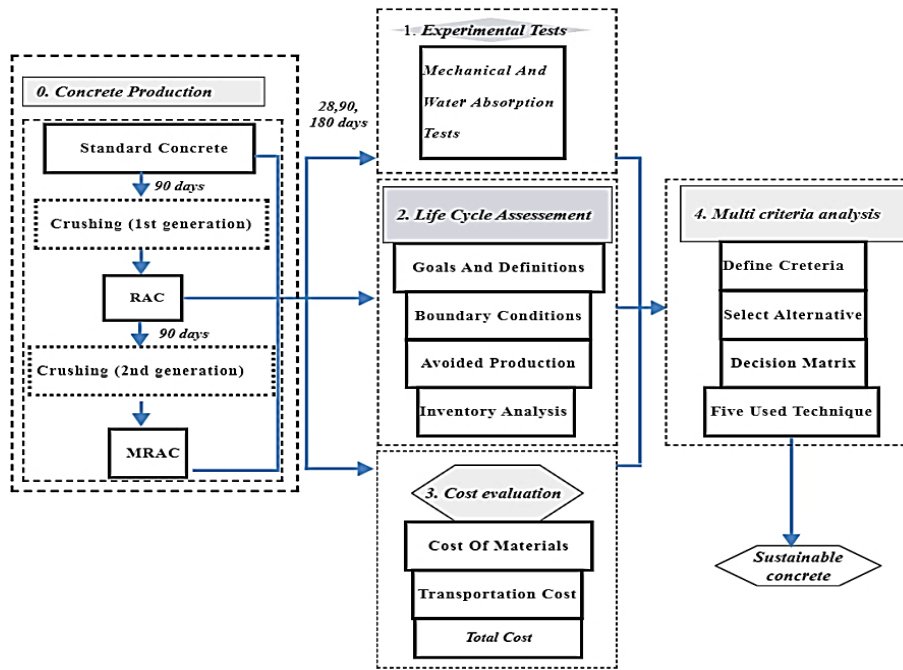 0. Concrete Production
Standard Concrete
90 days
Crushing (1st generation)
RAC
90 days
Crushing (2nd generation)
MRAC
28,90,
180 days
1. Experimental Tests
Mechanical And
Water Absorption
Tests
2. Life Cycle Assessement
Goals And Definitions
Boundary Conditions
Avoided Production
Inventory Analysis
3. Cost evaluation
Cost Of Materials
Transportation Cost
Total Cost
4. Multi criteria analysis
Define Creteria
Select Alternative
Decision Matrix
Five Used Technique
Sustainable
concrete